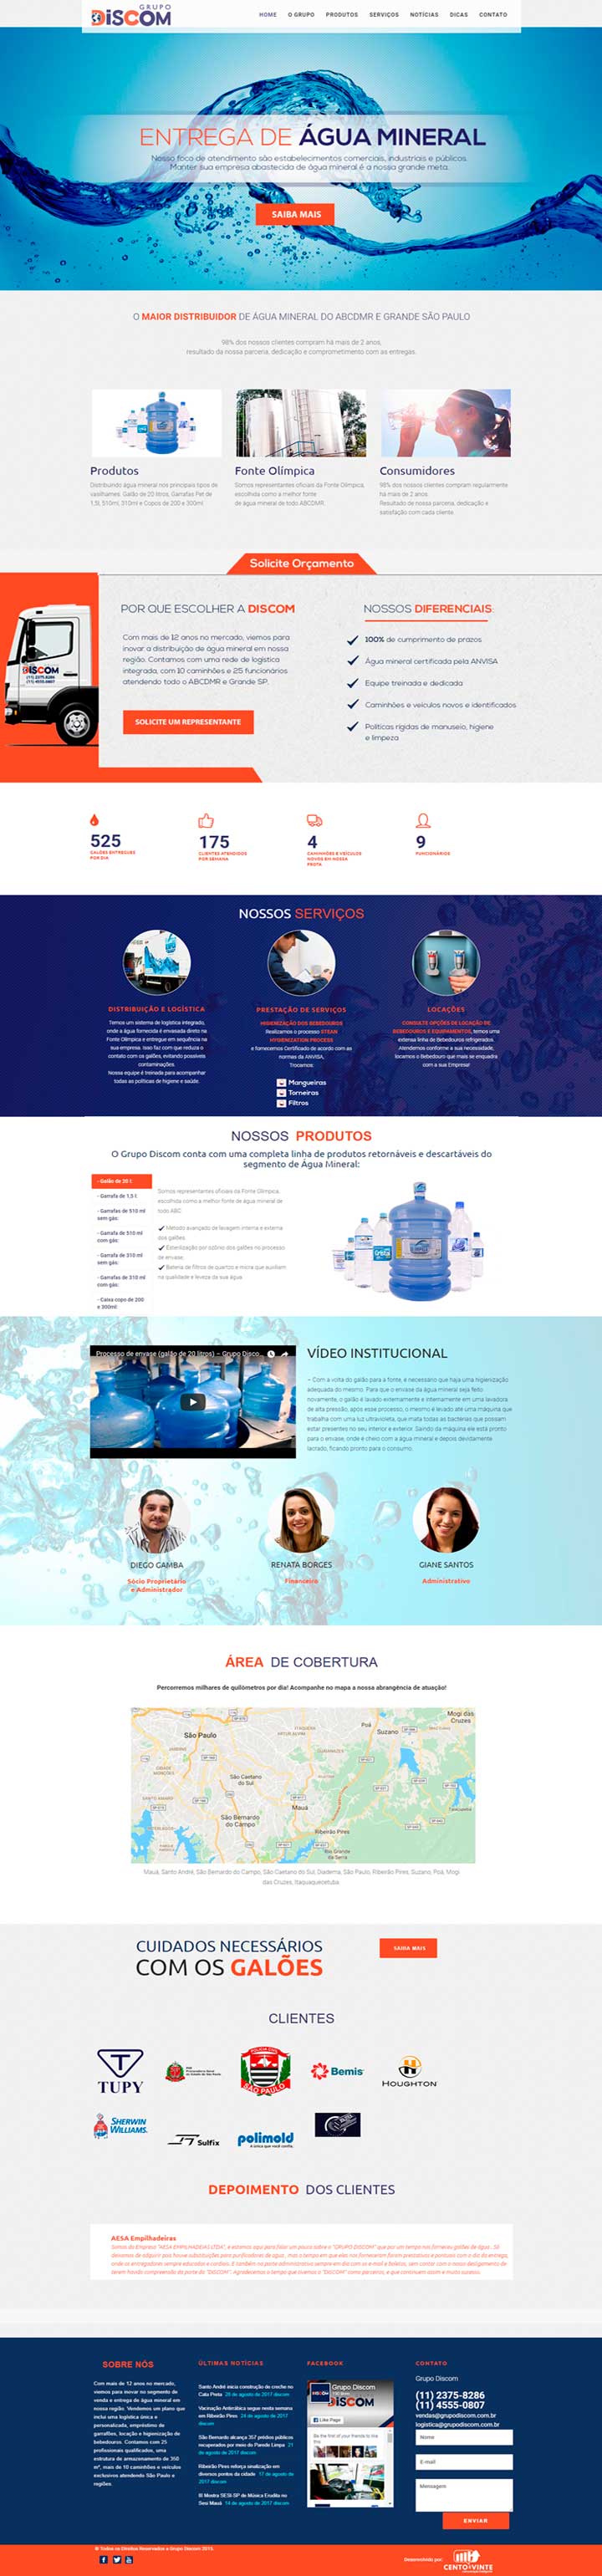 GRUPO
DISCOM
HOME O GRUPO PRODUTOS SERVIÇOS NOTÍCIAS DICAS CONTATO
ENTREGA DE ÁGUA MINERAL
Nosso foco de atendimento são estabelecimentos comerciais, industriais e públicos.
Manter sua empresa abastecida de água mineral é a nossa grande meta.
SAIBA MAIS
O MAIOR DISTRIBUIDOR DE ÁGUA MINERAL DO ABCDMR E GRANDE SÃO PAULO
98% dos nossos clientes compram há mais de 2 anos,
resultado da nossa parceria, dedicação e comprometimento com as entregas.
Produtos
Distribuindo água mineral nos principais tipos de
vasilhames: Galão de 20 litros, Garrafas Pet de
1,5l, 510ml, 310ml e Copos de 200 e 300ml
Fonte Olímpica
Somos representantes oficiais da Fonte Olímpica,
escolhida como a melhor fonte
de água mineral de todo ABCDMR.
Consumidores
98% dos nossos clientes compram regularmente
há mais de 2 anos.
Resultado de nossa parceria, dedicação e
satisfação com cada cliente.
Solicite Orçamento
DISCOM
(11) 2375-8286
(11) 4555-0807
POR QUE ESCOLHER A DISCOM
Com mais de 12 anos no mercado, viemos para
inovar a distribuição de água mineral em nossa
região. Contamos com uma rede de logística
integrada, com 10 caminhões e 25 funcionários
atendendo todo o ABCDMR e Grande SP.
SOLICITE UM REPRESENTANTE
NOSSOS DIFERENCIAIS:
100% de cumprimento de prazos
Água mineral certificada pela ANVISA
Equipe treinada e dedicada
Caminhões e veículos novos e identificados
Políticas rígidas de manuseio, higiene
e limpeza
525
GALÕES ENTREGUES
POR DIA
175
CLIENTES ATENDIDOS
POR SEMANA
4
CAMINHÕES E VEÍCULOS
NOVOS EM NOSSA
FROTA
9
FUNCIONÁRIOS
NOSSOS SERVIÇOS
DISTRIBUIÇÃO E LOGÍSTICA
Temos um sistema de logística integrado,
onde a água fornecida é envasada direto na
Fonte Olímpica e entregue em sequência na
sua empresa. Isso faz com que reduza o
contato com os galões, evitando possíveis
contaminações.
Nossa equipe é treinada para acompanhar
todas as políticas de higiene e saúde.
PRESTAÇÃO DE SERVIÇOS
HIGIENIZAÇÃO DOS BEBEDOUROS
Realizamos o processo STEAN
HYGIENIZATION PROCESS
e fornecemos Certificado de acordo com as
normas da ANVISA.
Trocamos:
Mangueiras
Torneiras
Filtros
LOCAÇÕES
CONSULTE OPÇÕES DE LOCAÇÃO DE
BEBEDOUROS E EQUIPAMENTOS, temos uma
extensa linha de Bebedouros refrigerados.
Atendemos conforme a sua necessidade,
locamos o Bebedouro que mais se enquadra
com a sua Empresa!
NOSSOS PRODUTOS
O Grupo Discom conta com uma completa linha de produtos retornáveis e descartáveis do
segmento de Água Mineral:
- Galão de 20 l
- Garrafa de 1,5 l
- Garrafas de 510 ml
sem gás:
- Garrafa de 510 ml
com gás:
- Garrafa de 310 ml
sem gás:
- Garrafas de 310 ml
com gás:
- Caixa copo de 200
e 300ml
Somos representantes oficiais da Fonte Olímpica,
escolhida como a melhor fonte de água mineral de
todo ABC.
Método avançado de lavagem interna e externa
dos galões.
Esterilização por ozônio dos galões no processo
de envase.
Bateria de filtros de quartzo e micra que auxiliam
na qualidade e leveza da sua água.
Processo de envase (galão de 20 litros) – Grupo Disco...
VÍDEO INSTITUCIONAL
– Com a volta do galão para a fonte, é necessário que haja uma higienização
adequada do mesmo. Para que o envase da água mineral seja feito
novamente, o galão é lavado externamente e internamente em uma lavadora
de alta pressão, após esse processo, o mesmo é levado até uma máquina que
trabalha com uma luz ultravioleta, que mata todas as bactérias que possam
estar presentes no seu interior e exterior. Saindo da máquina ele está pronto
para o envase, onde é cheio com a água mineral e depois devidamente
lacrado, ficando pronto para o consumo.
DIEGO GAMBA
Sócio Proprietário
e Administrador
RENATA BORGES
Financeiro
GIANE SANTOS
Administrativo
ÁREA DE COBERTURA
Percorremos milhares de quilômetros por dia! Acompanhe no mapa a nossa abrangência de atuação!
Mogi das
Cruzes
Poá
Suzano
São Paulo
São Caetano
do Sul
Mauá
São Bernardo
do Campo
Ribeirão Pires
Rio Grande
da Serra
Mauá, Santo André, São Bernardo do Campo, São Caetano do Sul, Diadema, São Paulo, Ribeirão Pires, Suzano, Poá, Mogi
das Cruzes, Itaquaquecetuba
CUIDADOS NECESSÁRIOS
COM OS GALÕES
SAIBA MAIS
CLIENTES
TUPY
SÃO PAULO
Bemis
HOUGHTON
SHERWIN
WILLIAMS.
Sulfix
polimold
a única que você confia.
DEPOIMENTO DOS CLIENTES
AESA Empilhadeiras
SOBRE NÓS
Com mais de 12 anos no mercado,
viemos para inovar no segmento de
venda e entrega de água mineral em
nossa região. Vendemos um plano que
inclui uma logística única e
personalizada, empréstimo de
garrafões, locação e higienização de
bebedouros. Contamos com 25
profissionais qualificados, uma
estrutura de armazenamento de 350
m², mais de 10 caminhões e veículos
exclusivos atendendo São Paulo e
regiões.
ÚLTIMAS NOTÍCIAS
Santo André inicia construção de creche no
Cata Preta 29 de agosto de 2017 discom
Vacinação Antirrábica segue nesta semana
em Ribeirão Pires 24 de agosto de 2017
discom
São Bernardo alcança 357 prédios públicos
recuperados por meio do Parada Limpa 21
de agosto de 2017 discom
Ribeirão Pires reforça sinalização em
diversos pontos da cidade 17 de agosto de
2017 discom
III Mostra SESI-SP de Música Erudita no
Sesi Mauá 14 de agosto de 2017 discom
FACEBOOK
Grupo Discom
DISCOM
Like Page
Be the first of your friends to like
this
CONTATO
Grupo Discom
(11) 2375-8286
(11) 4555-0807
vendas@grupodiscom.com.br
logistica@grupodiscom.com.br
Nome
E-mail
Mensagem
ENVIAR
© Todos os Direitos Reservados a Grupo Discom 2015.
Desenvolvido por:
CENTOEVINTE